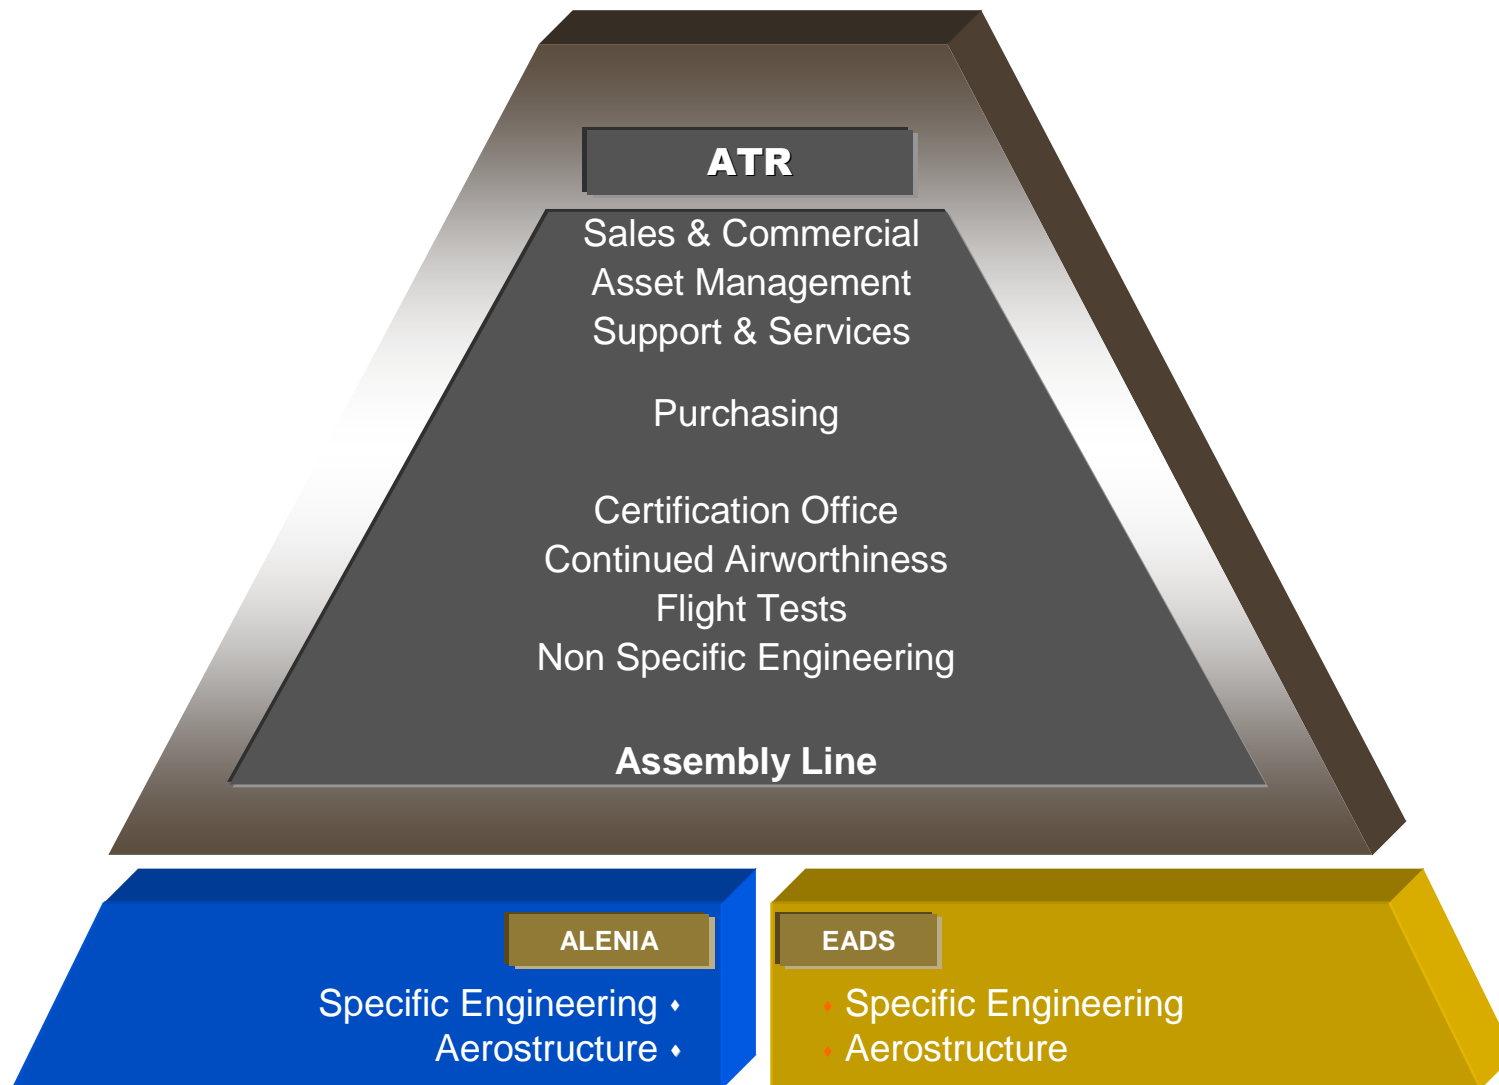 ATR
Sales & Commercial
Asset Management
Support & Services
Purchasing
Certification Office
Continued Airworthiness
Flight Tests
Non Specific Engineering
Assembly Line
ALENIA
Specific Engineering ⬩
Aerostructure ⬩
EADS
⬩ Specific Engineering
⬩ Aerostructure